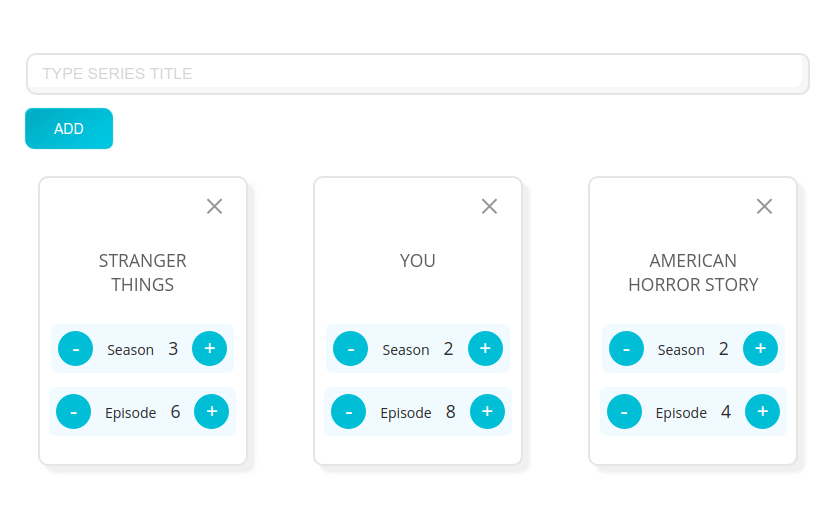 TYPE SERIES TITLE
ADD
STRANGER
THINGS
- Season 3 +
- Episode 6 +
YOU
- Season 2 +
- Episode 8 +
AMERICAN
HORROR STORY
- Season 2 +
- Episode 4 +